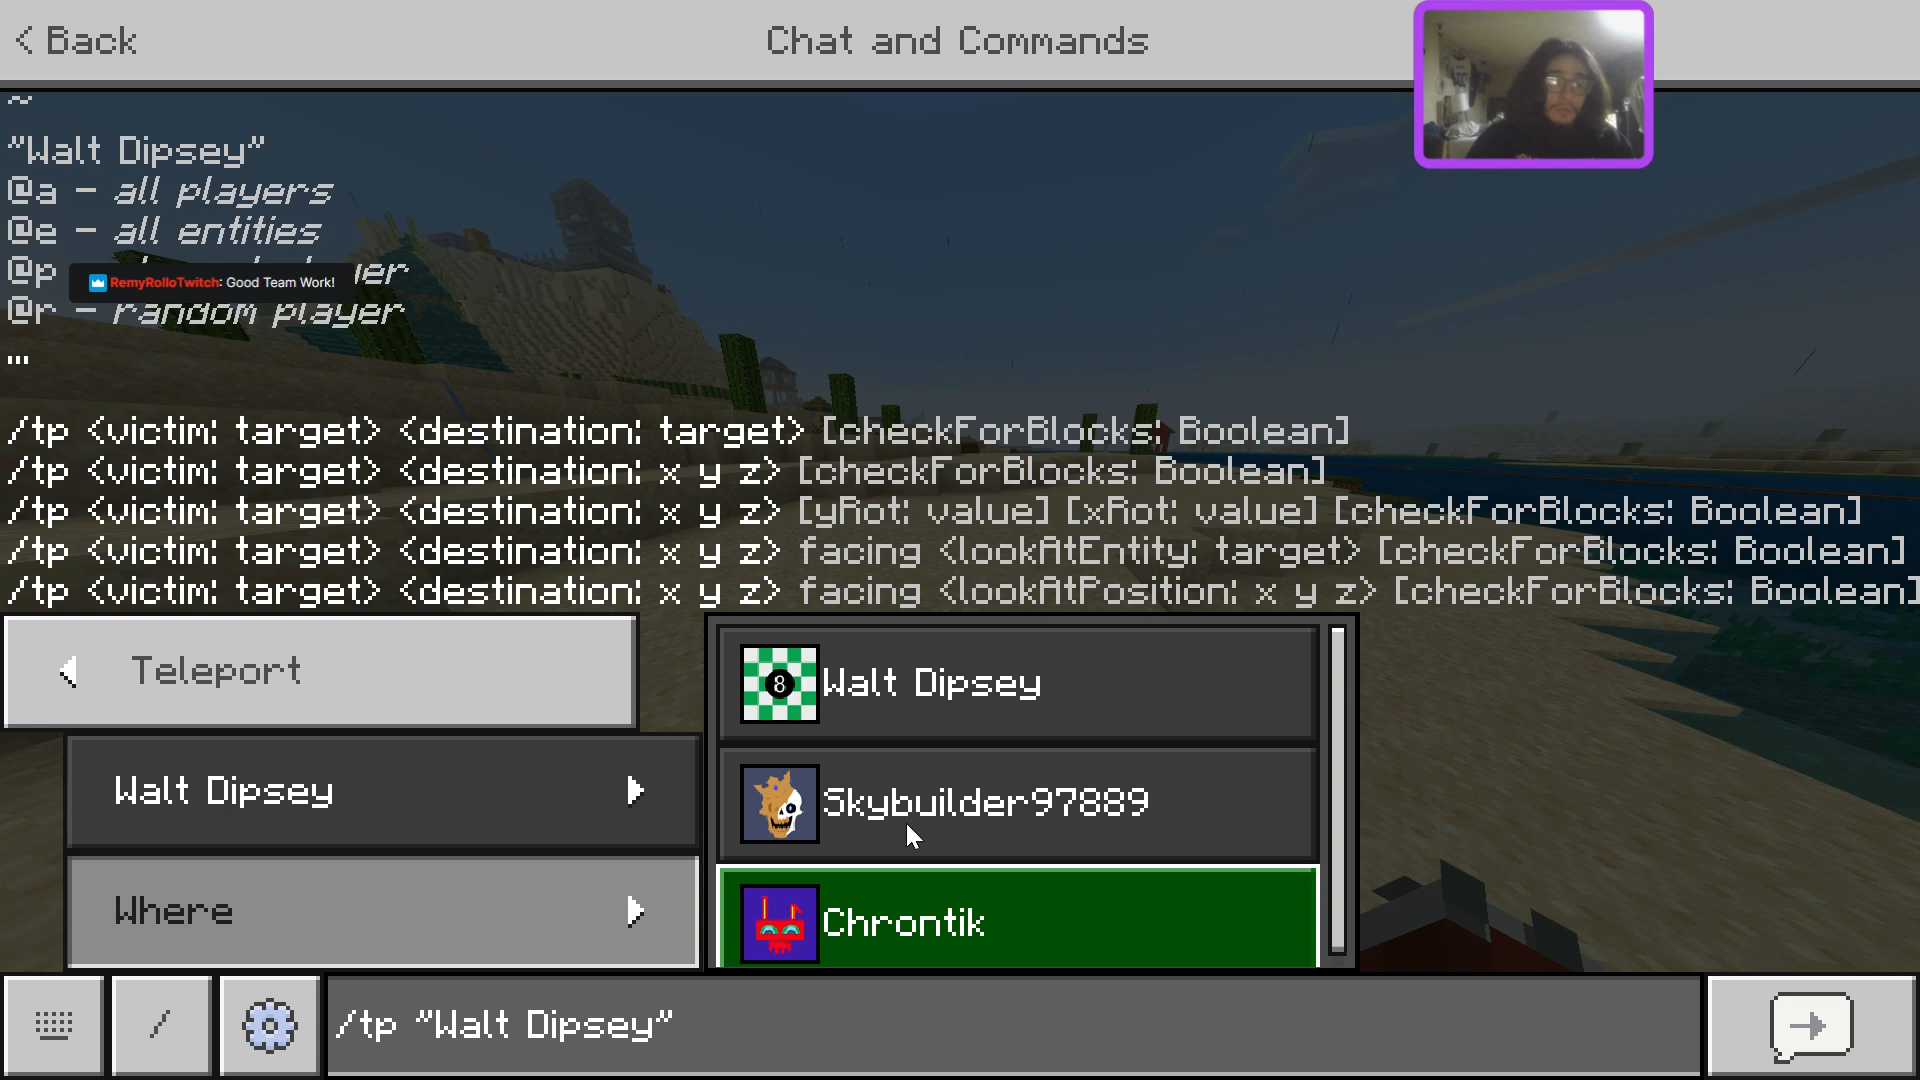 Back
Chat and Commands
~
"Walt Dipsey"
@a - all players
@e - all entities
@p
RemyRolloTwitch: Good Team Work!
@r - random player
...
/tp <victim: target> <destination: target> [checkForBlocks: Boolean]
/tp <victim: target> <destination: x y z> [checkForBlocks: Boolean]
/tp <victim: target> <destination: x y z> [yRot: value] [xRot: value] [checkForBlocks: Boolean]
/tp <victim: target> <destination: x y z> facing <lookAtEntity: target> [checkForBlocks: Boolean]
/tp <victim: target> <destination: x y z> facing <lookAtPosition: x y z> [checkForBlocks: Boolean]
Teleport
Walt Dipsey
Where
8
Walt Dipsey
Skybuilder97889
Chrontik
/
/tp "Walt Dipsey"